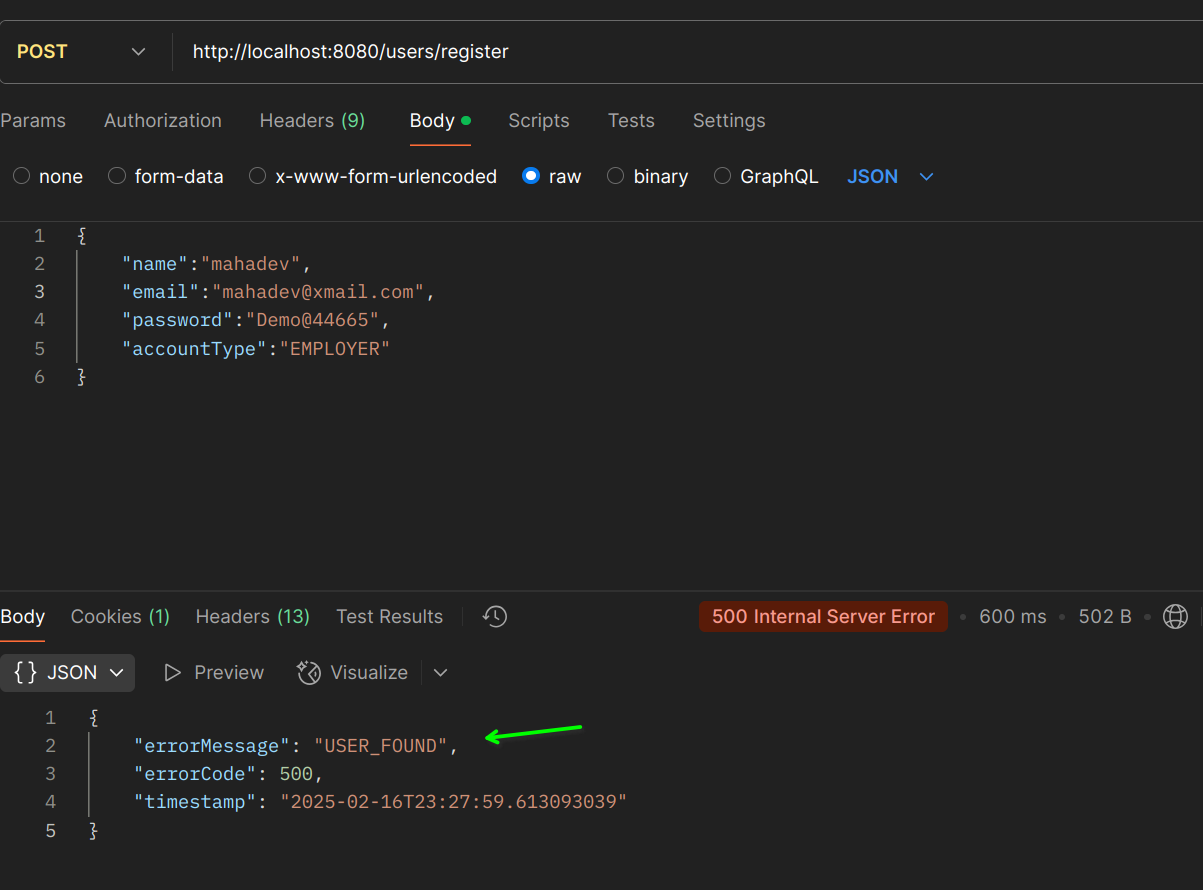 POST http://localhost:8080/users/register
Params Authorization Headers (9) Body Scripts Tests Settings
none form-data x-www-form-urlencoded raw binary GraphQL JSON
1 {
2 "name":"mahadev",
3 "email":"mahadev@xmail.com",
4 "password":"Demo@44665",
5 "accountType":"EMPLOYER"
6 }
Body Cookies (1) Headers (13) Test Results 500 Internal Server Error • 600 ms • 502 B •
{} JSON Preview Visualize
1 {
2 "errorMessage": "USER_FOUND",
3 "errorCode": 500,
4 "timestamp": "2025-02-16T23:27:59.613093039"
5 }